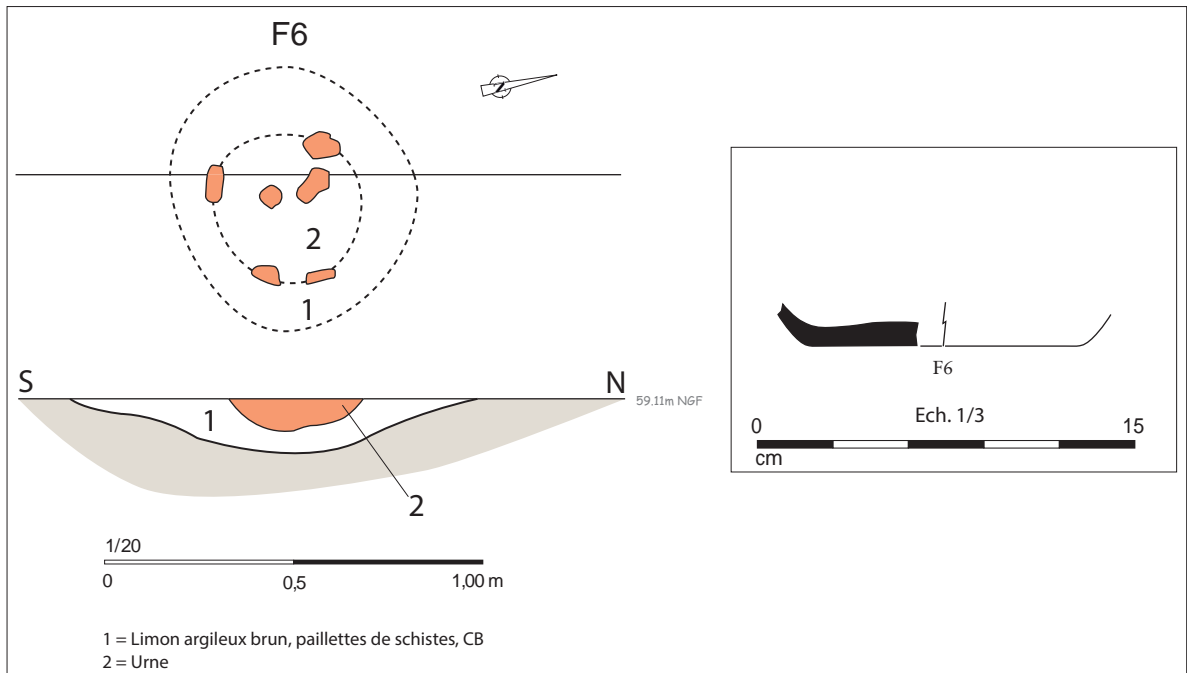 F6
N
2
1
S N
59.11m NGF
1
2
1/20
0 0,5 1,00 m
1 = Limon argileux brun, paillettes de schistes, CB
2 = Urne
F6
Ech. 1/3
0 15
cm